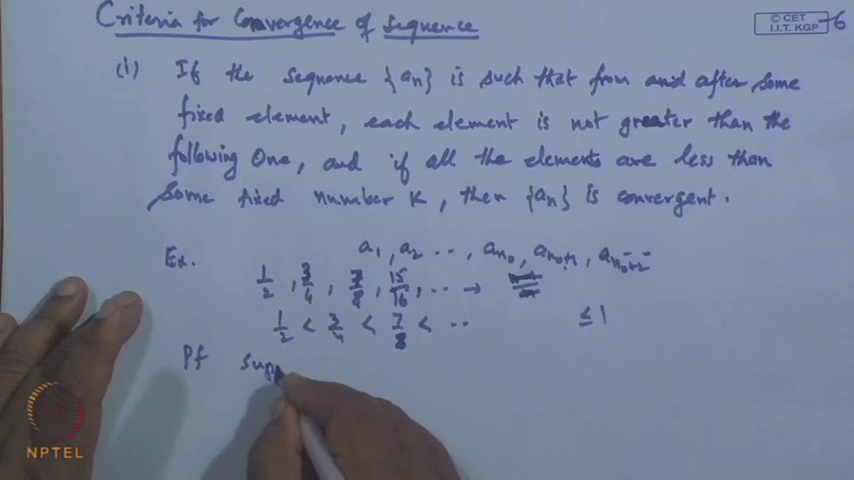 Criteria for Convergence of Sequence
© CET
I.I.T. KGP
-6
(i) If the sequence {an} is such that from and after some
fixed element, each element is not greater than the
following One, and if all the elements are less than
some fixed number K, then {an} is convergent.
Ex. a1, a2 ..., an0, an0+1, an0+2 --
1/2, 3/4, 7/8, 15/16, .. →
1/2 < 3/4 < 7/8 < .. ≤ 1
Pf Supp
NPTEL